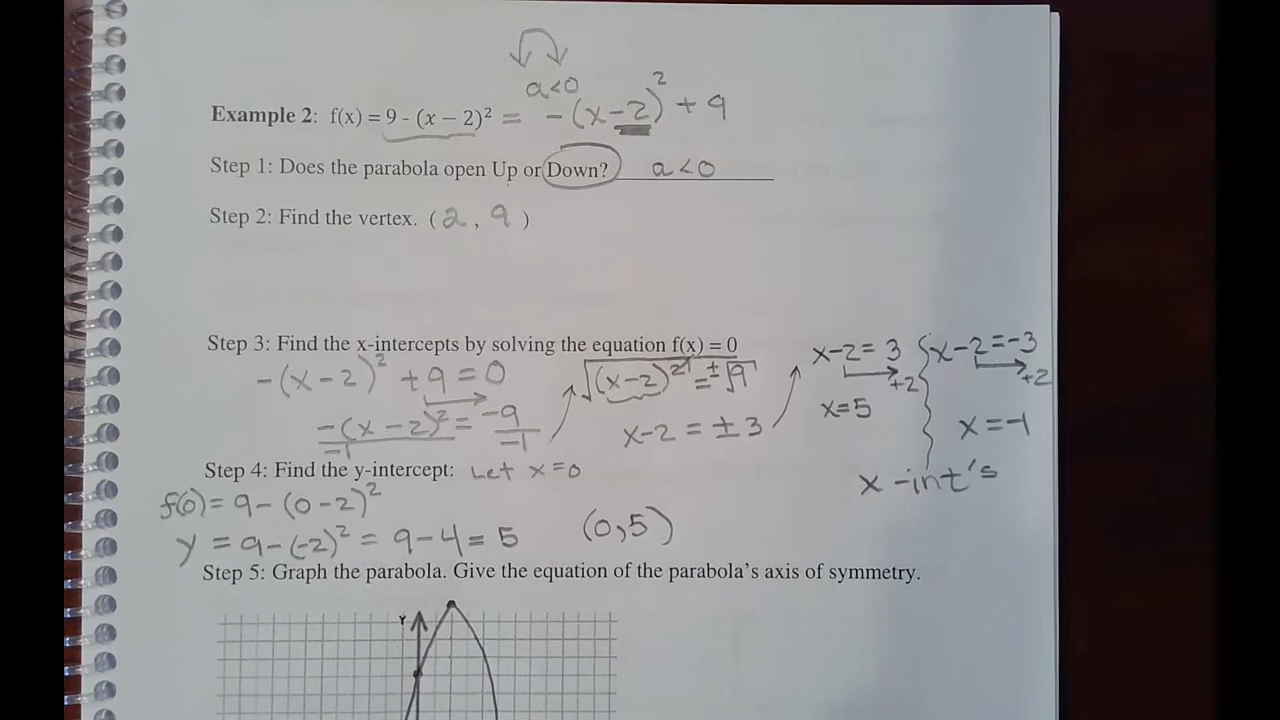 a<0
Example 2: f(x) = 9 - (x – 2)² = -(x-2)² + 9
Step 1: Does the parabola open Up or Down? a<0
Step 2: Find the vertex. (2, 9)
Step 3: Find the x-intercepts by solving the equation f(x) = 0
-(x-2)² + 9 = 0
-(x-2)²/-1 = -9/-1
√(x-2)² = ±√9
x-2 = ±3
x-2 = 3
+2
x=5
x-2=-3
+2
x=-1
x-int's
Step 4: Find the y-intercept: Let x=0
f(0) = 9-(0-2)²
y = 9-(-2)² = 9-4 = 5 (0,5)
Step 5: Graph the parabola. Give the equation of the parabola's axis of symmetry.
Y